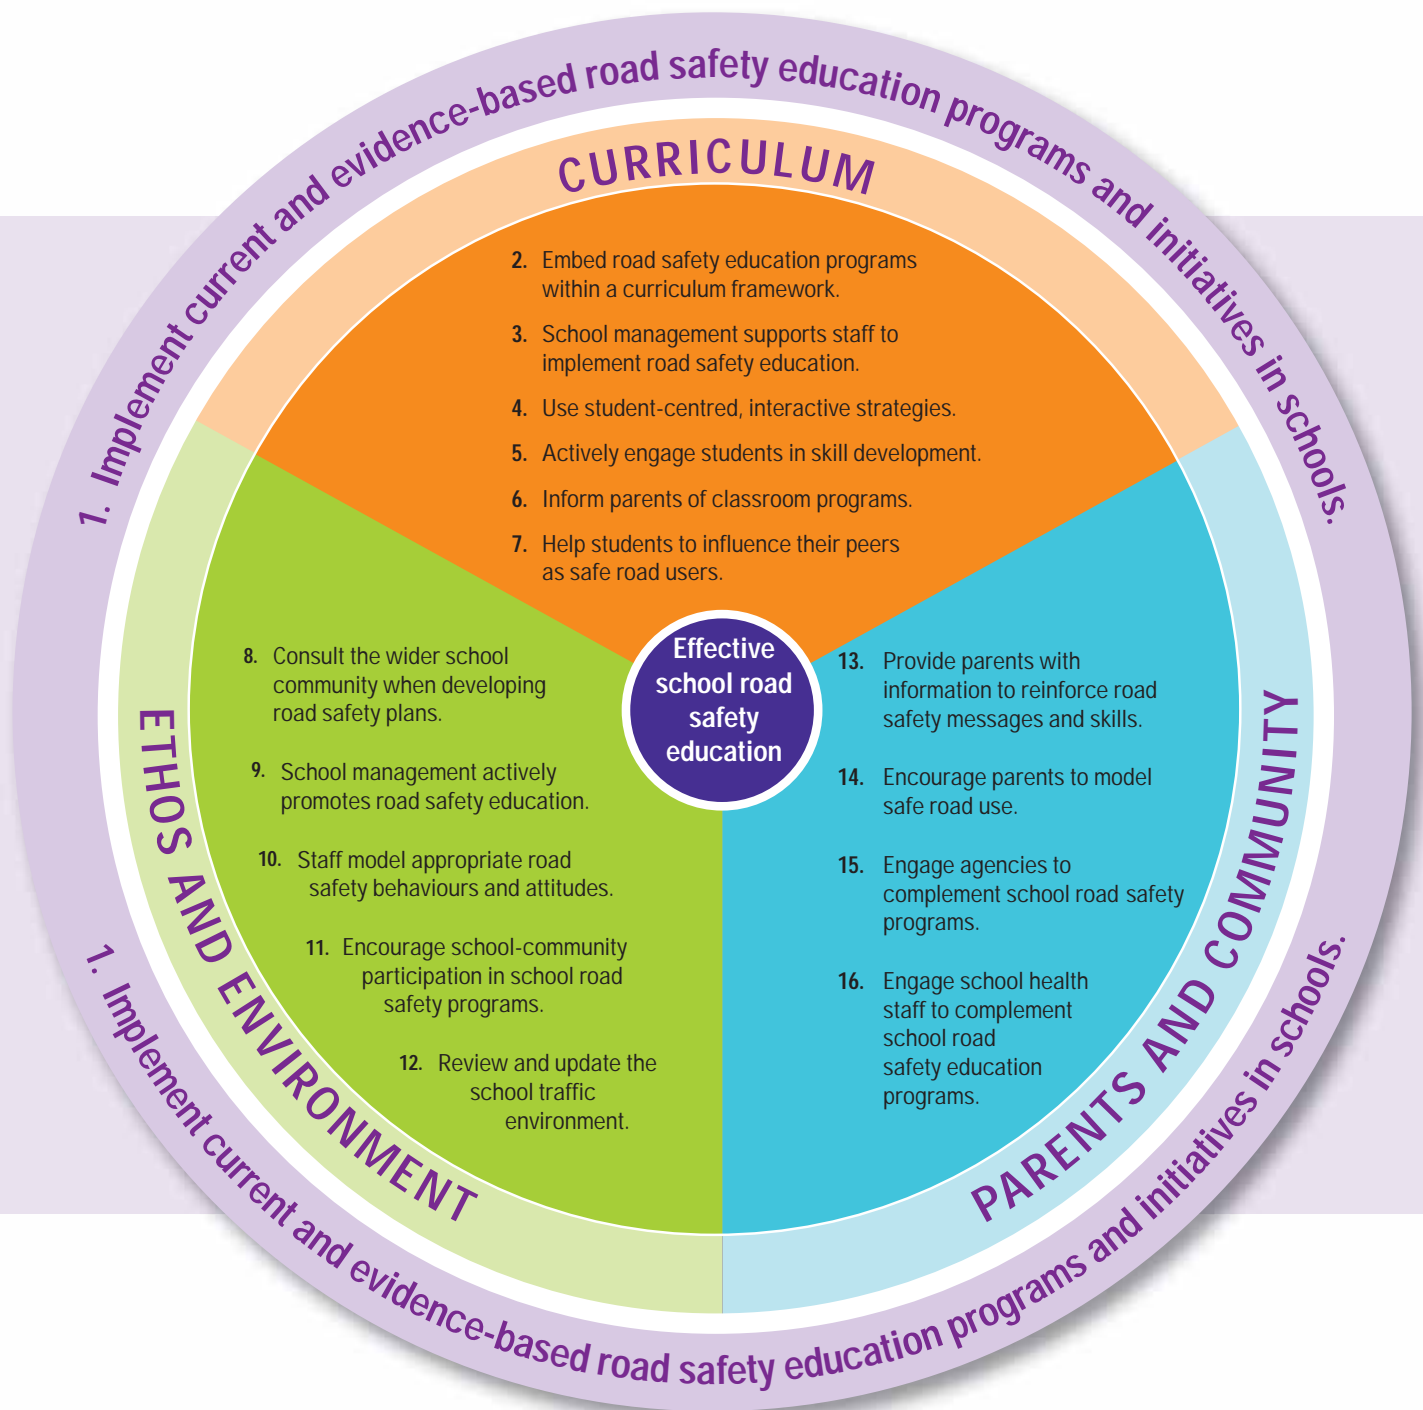 1. Implement current and evidence-based road safety education programs and initiatives in schools.
CURRICULUM
2. Embed road safety education programs
within a curriculum framework.
3. School management supports staff to
implement road safety education.
4. Use student-centred, interactive strategies.
5. Actively engage students in skill development.
6. Inform parents of classroom programs.
7. Help students to influence their peers
as safe road users.
Effective
school road
safety
education
ETHOS AND ENVIRONMENT
8. Consult the wider school
community when developing
road safety plans.
9. School management actively
promotes road safety education.
10. Staff model appropriate road
safety behaviours and attitudes.
11. Encourage school-community
participation in school road
safety programs.
12. Review and update the
school traffic
environment.
PARENTS AND COMMUNITY
13. Provide parents with
information to reinforce road
safety messages and skills.
14. Encourage parents to model
safe road use.
15. Engage agencies to
complement school road safety
programs.
16. Engage school health
staff to complement
school road
safety education
programs.
1. Implement current and evidence-based road safety education programs and initiatives in schools.